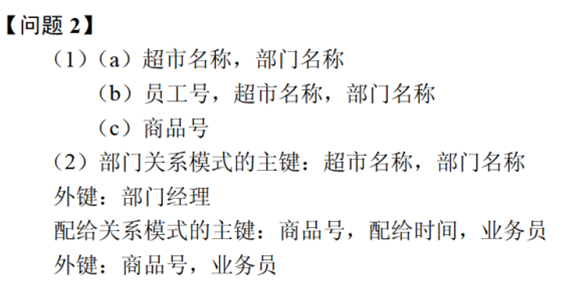 【问题 2】
（1）（a）超市名称，部门名称
（b）员工号，超市名称，部门名称
（c）商品号
（2）部门关系模式的主键：超市名称，部门名称
外键：部门经理
配给关系模式的主键：商品号，配给时间，业务员
外键：商品号，业务员